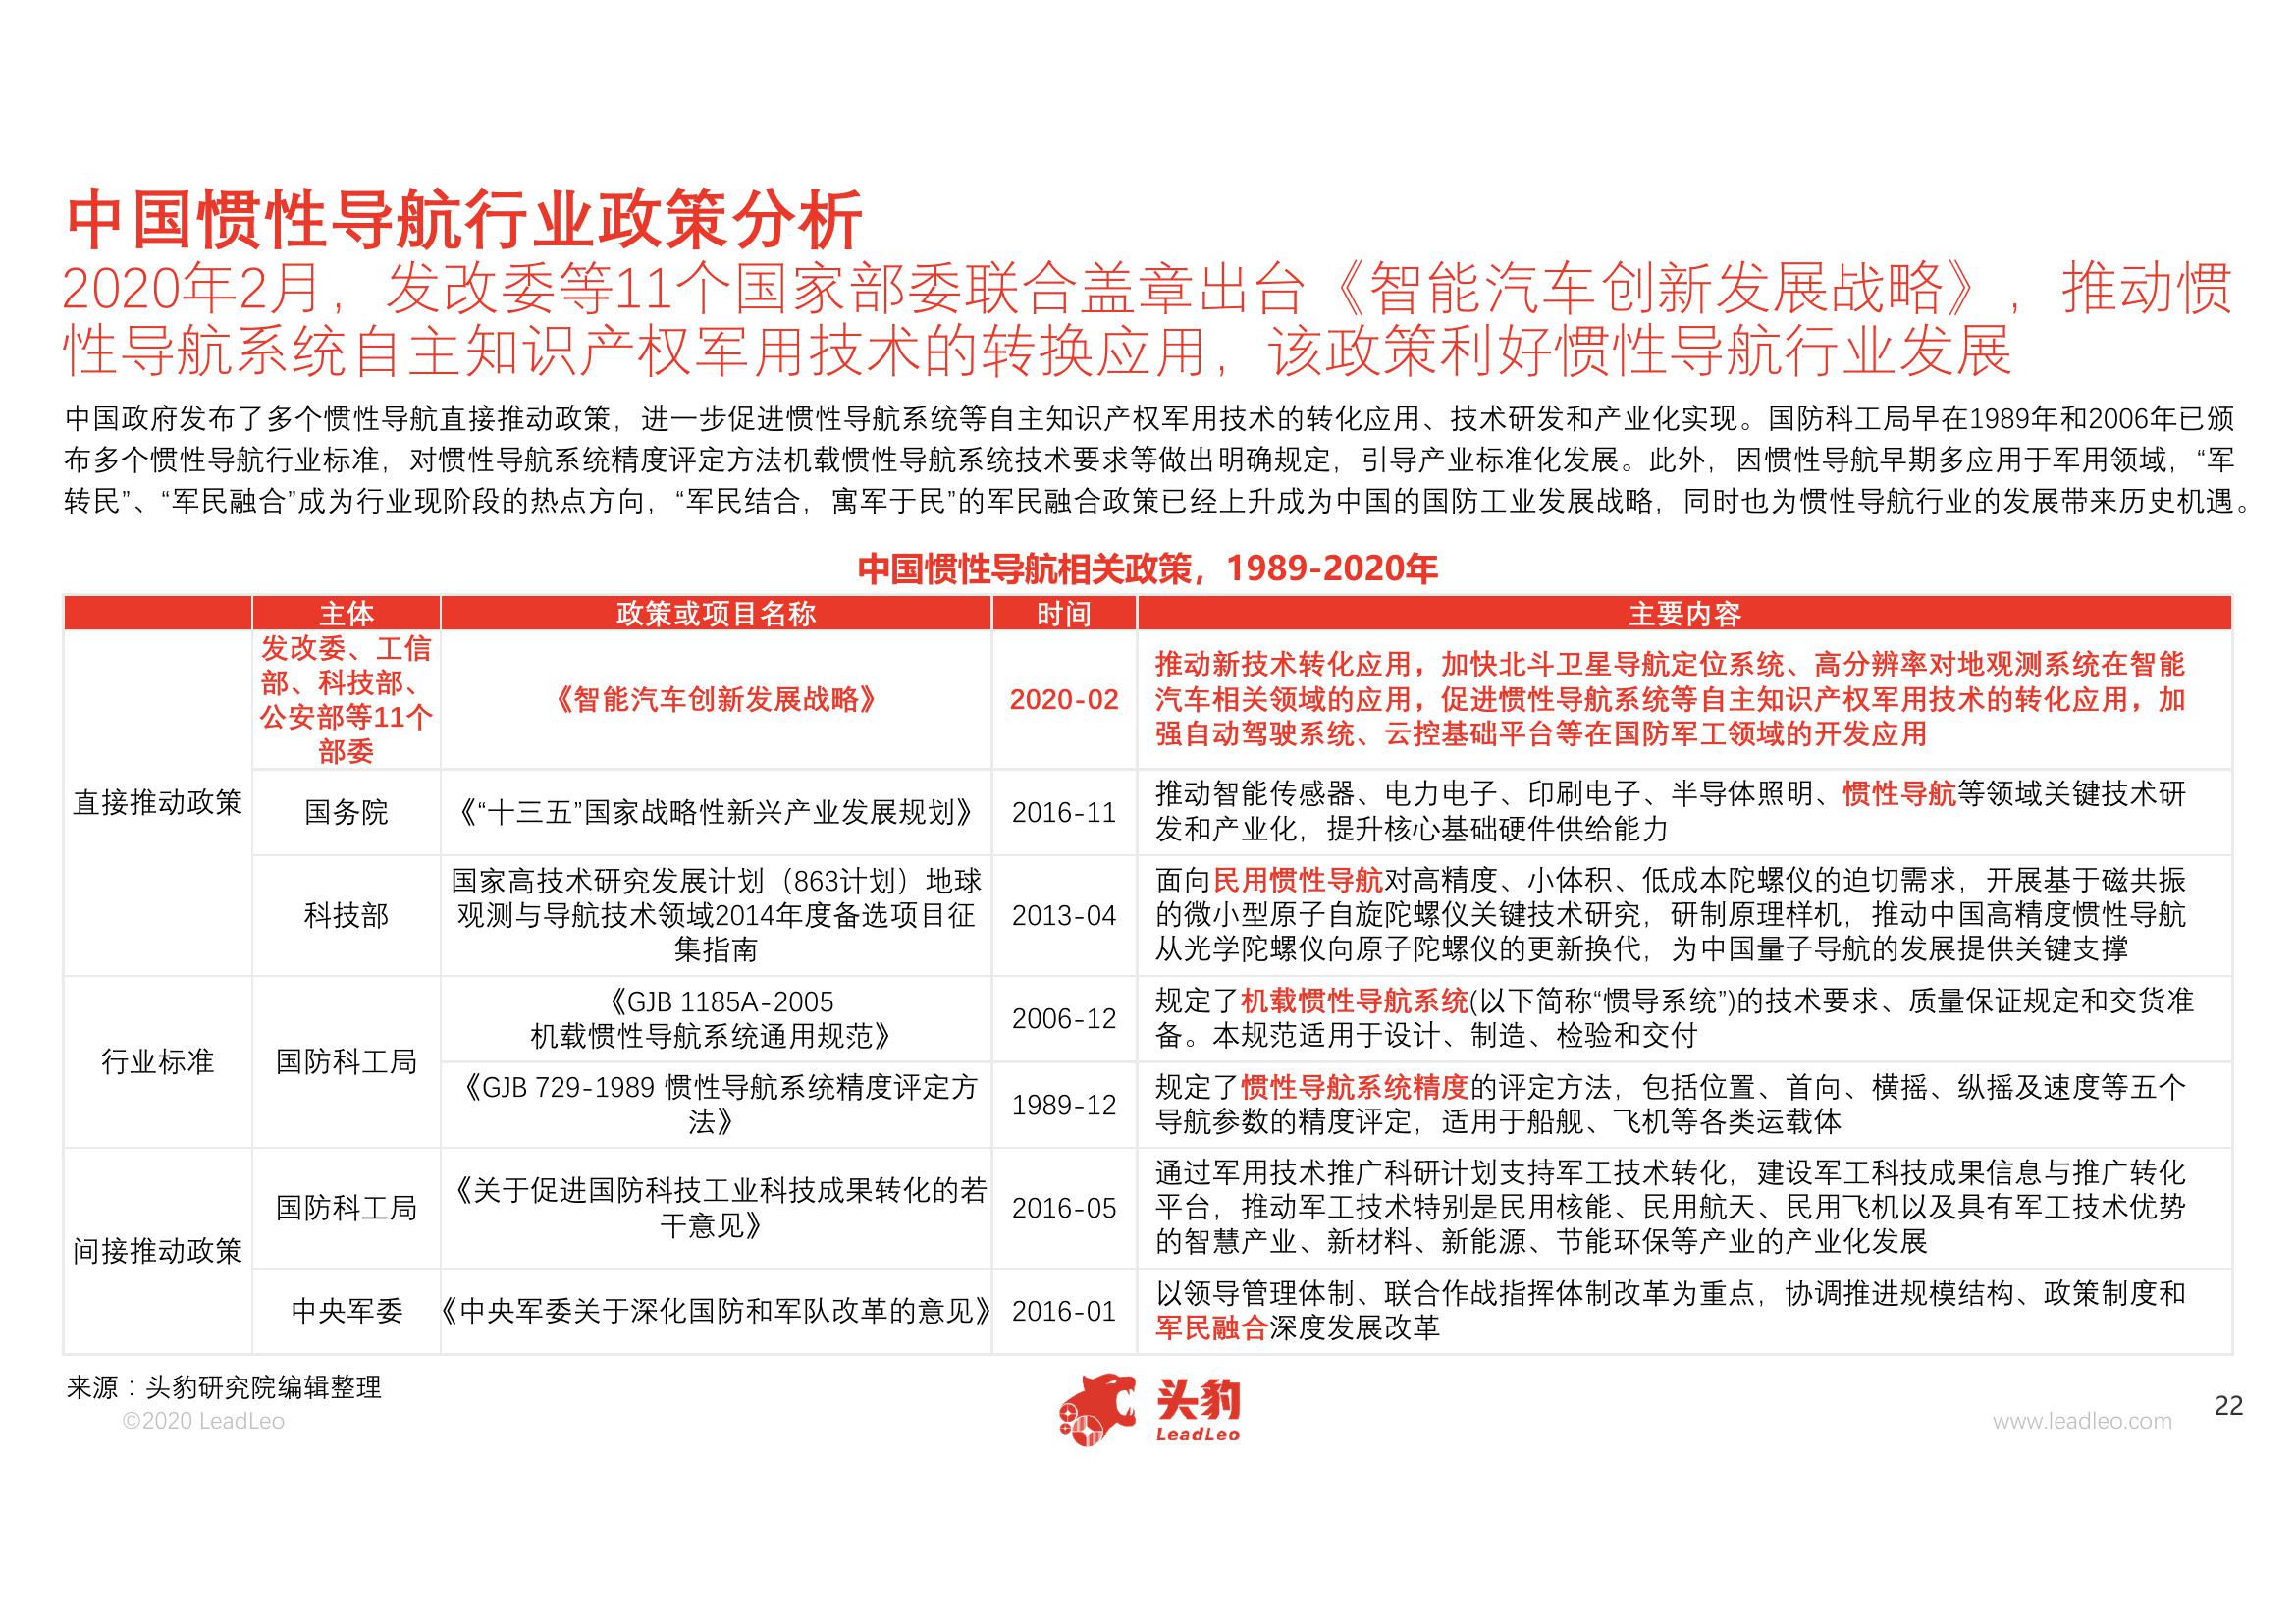 中国惯性导航行业政策分析
2020年2月，发改委等11个国家部委联合盖章出台《智能汽车创新发展战略》，推动惯
性导航系统自主知识产权军用技术的转换应用，该政策利好惯性导航行业发展
中国政府发布了多个惯性导航直接推动政策，进一步促进惯性导航系统等自主知识产权军用技术的转化应用、技术研发和产业化实现。国防科工局早在1989年和2006年已颁
布多个惯性导航行业标准，对惯性导航系统精度评定方法机载惯性导航系统技术要求等做出明确规定，引导产业标准化发展。此外，因惯性导航早期多应用于军用领域，“军
转民”、“军民融合”成为行业现阶段的热点方向，“军民结合，寓军于民”的军民融合政策已经上升成为中国的国防工业发展战略，同时也为惯性导航行业的发展带来历史机遇。
中国惯性导航相关政策，1989-2020年
主体
政策或项目名称
时间
主要内容
直接推动政策
发改委、工信
部、科技部、
公安部等11个
部委
《智能汽车创新发展战略》
2020-02
推动新技术转化应用，加快北斗卫星导航定位系统、高分辨率对地观测系统在智能
汽车相关领域的应用，促进惯性导航系统等自主知识产权军用技术的转化应用，加
强自动驾驶系统、云控基础平台等在国防军工领域的开发应用
国务院
《“十三五”国家战略性新兴产业发展规划》
2016-11
推动智能传感器、电力电子、印刷电子、半导体照明、惯性导航等领域关键技术研
发和产业化，提升核心基础硬件供给能力
科技部
国家高技术研究发展计划（863计划）地球
观测与导航技术领域2014年度备选项目征
集指南
2013-04
面向民用惯性导航对高精度、小体积、低成本陀螺仪的迫切需求，开展基于磁共振
的微小型原子自旋陀螺仪关键技术研究，研制原理样机，推动中国高精度惯性导航
从光学陀螺仪向原子陀螺仪的更新换代，为中国量子导航的发展提供关键支撑
行业标准
国防科工局
《GJB 1185A-2005
机载惯性导航系统通用规范》
2006-12
规定了机载惯性导航系统(以下简称“惯导系统”)的技术要求、质量保证规定和交货准
备。本规范适用于设计、制造、检验和交付
《GJB 729-1989 惯性导航系统精度评定方
法》
1989-12
规定了惯性导航系统精度的评定方法，包括位置、首向、横摇、纵摇及速度等五个
导航参数的精度评定，适用于船舰、飞机等各类运载体
间接推动政策
国防科工局
《关于促进国防科技工业科技成果转化的若
干意见》
2016-05
通过军用技术推广科研计划支持军工技术转化，建设军工科技成果信息与推广转化
平台，推动军工技术特别是民用核能、民用航天、民用飞机以及具有军工技术优势
的智慧产业、新材料、新能源、节能环保等产业的产业化发展
中央军委
《中央军委关于深化国防和军队改革的意见》
2016-01
以领导管理体制、联合作战指挥体制改革为重点，协调推进规模结构、政策制度和
军民融合深度发展改革
来源：头豹研究院编辑整理
©2020 LeadLeo
头豹
LeadLeo
www.leadleo.com
22